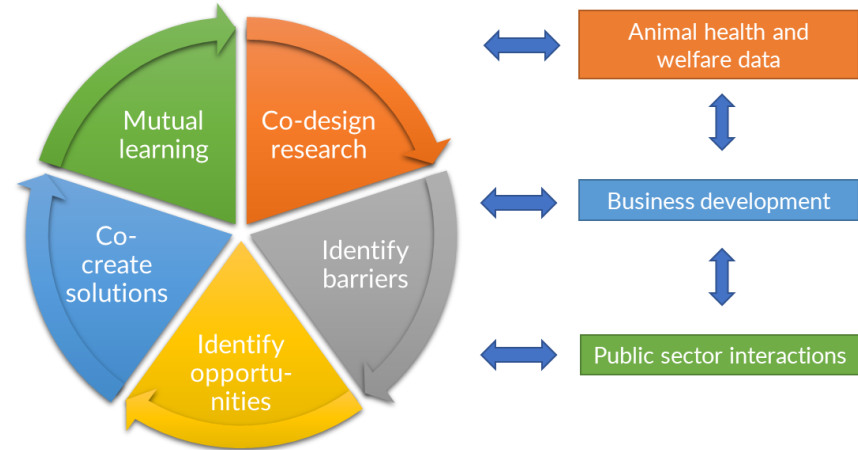 Mutual
learning
Co-design
research
Identify
barriers
Identify
opportu-
nities
Co-
create
solutions
Animal health and
welfare data
Business development
Public sector interactions